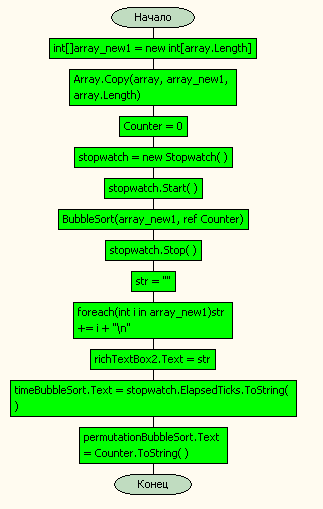 Начало
int[]array_new1 = new int[array.Length]
Array.Copy(array, array_new1,
array.Length)
Counter = 0
stopwatch = new Stopwatch( )
stopwatch.Start( )
BubbleSort(array_new1, ref Counter)
stopwatch.Stop( )
str = ""
foreach(int i in array_new1)str
+= i + "\n"
richTextBox2.Text = str
timeBubbleSort.Text = stopwatch.ElapsedTicks.ToString(
)
permutationBubbleSort.Text
= Counter.ToString( )
Конец